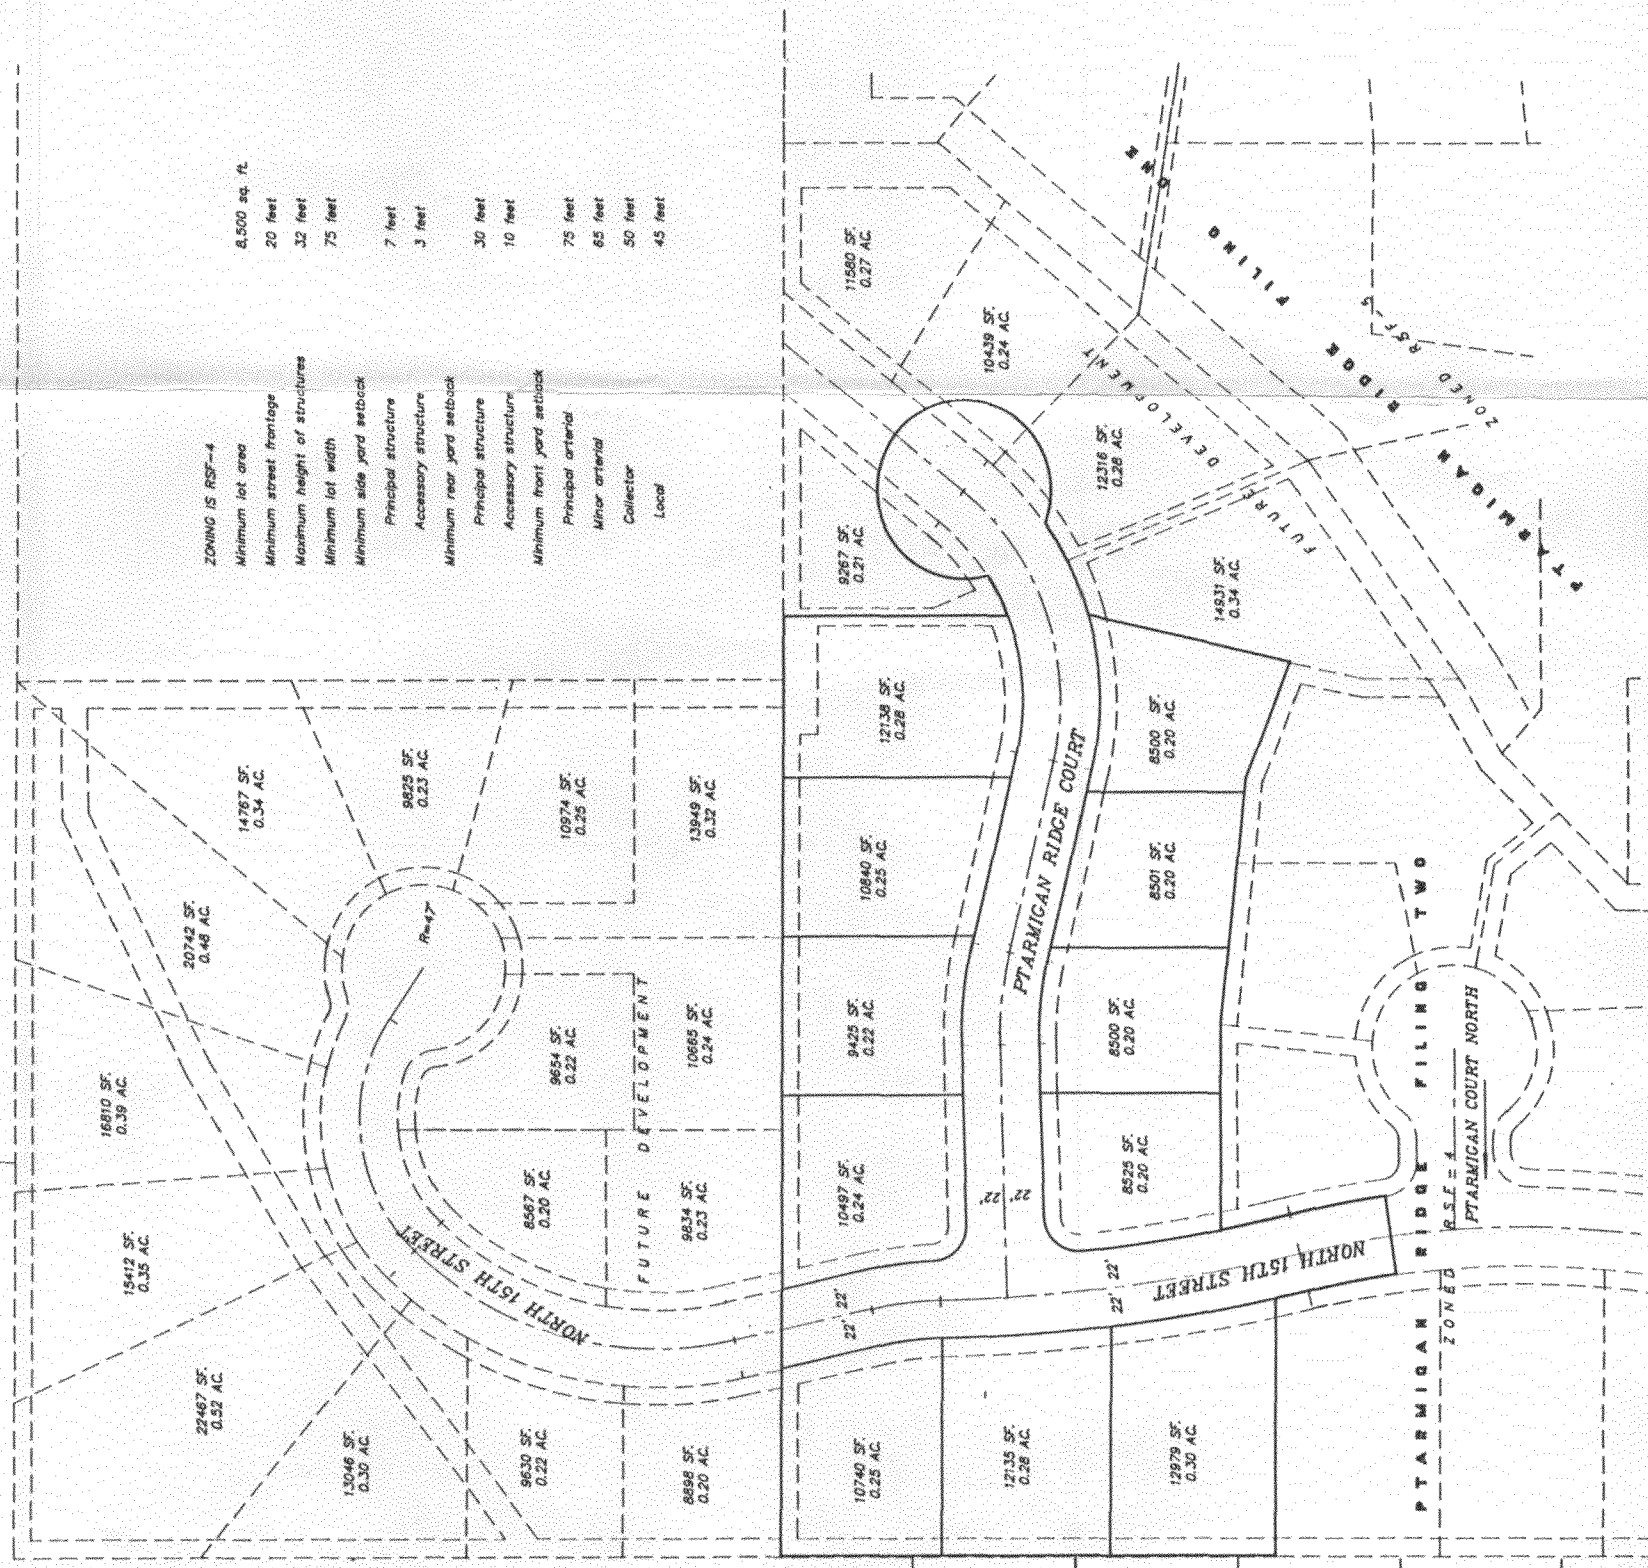 ZONING IS RSF-4
Minimum lot area 8,500 sq. ft.
Minimum street frontage 20 feet
Maximum height of structures 32 feet
Minimum lot width 75 feet
Minimum side yard setback
Principal structure 7 feet
Accessory structure 3 feet
Minimum rear yard setback
Principal structure 30 feet
Accessory structure 10 feet
Minimum front yard setback
Principal arterial 75 feet
Minor arterial 65 feet
Collector 50 feet
Local 45 feet
14767 SF.
0.34 AC.
9825 SF.
0.23 AC.
10974 SF.
0.25 AC.
13949 SF.
0.32 AC.
20742 SF.
0.48 AC.
R=47'
16810 SF.
0.39 AC.
9654 SF.
0.22 AC.
10665 SF.
0.24 AC.
15412 SF.
0.35 AC.
8567 SF.
0.20 AC.
9834 SF.
0.23 AC.
FUTURE DEVELOPMENT
NORTH 15TH STREET
22467 SF.
0.52 AC.
13046 SF.
0.30 AC.
9630 SF.
0.22 AC.
8898 SF.
0.20 AC.
11580 SF.
0.27 AC.
10439 SF.
0.24 AC.
12316 SF.
0.28 AC.
9267 SF.
0.21 AC.
14931 SF.
0.34 AC.
FUTURE DEVELOPMENT
PTARMIGAN RIDGE FILING ONE
ZONED RSF-
12138 SF.
0.28 AC.
8500 SF.
0.20 AC.
10840 SF.
0.25 AC.
8501 SF.
0.20 AC.
9425 SF.
0.22 AC.
8500 SF.
0.20 AC.
10497 SF.
0.24 AC.
8525 SF.
0.20 AC.
PTARMIGAN RIDGE COURT
22' 22'
22' 22'
22' 22'
NORTH 15TH STREET
10740 SF.
0.25 AC.
12135 SF.
0.28 AC.
12979 SF.
0.30 AC.
PTARMIGAN RIDGE FILING TWO
ZONED RSF-4
PTARMIGAN COURT NORTH